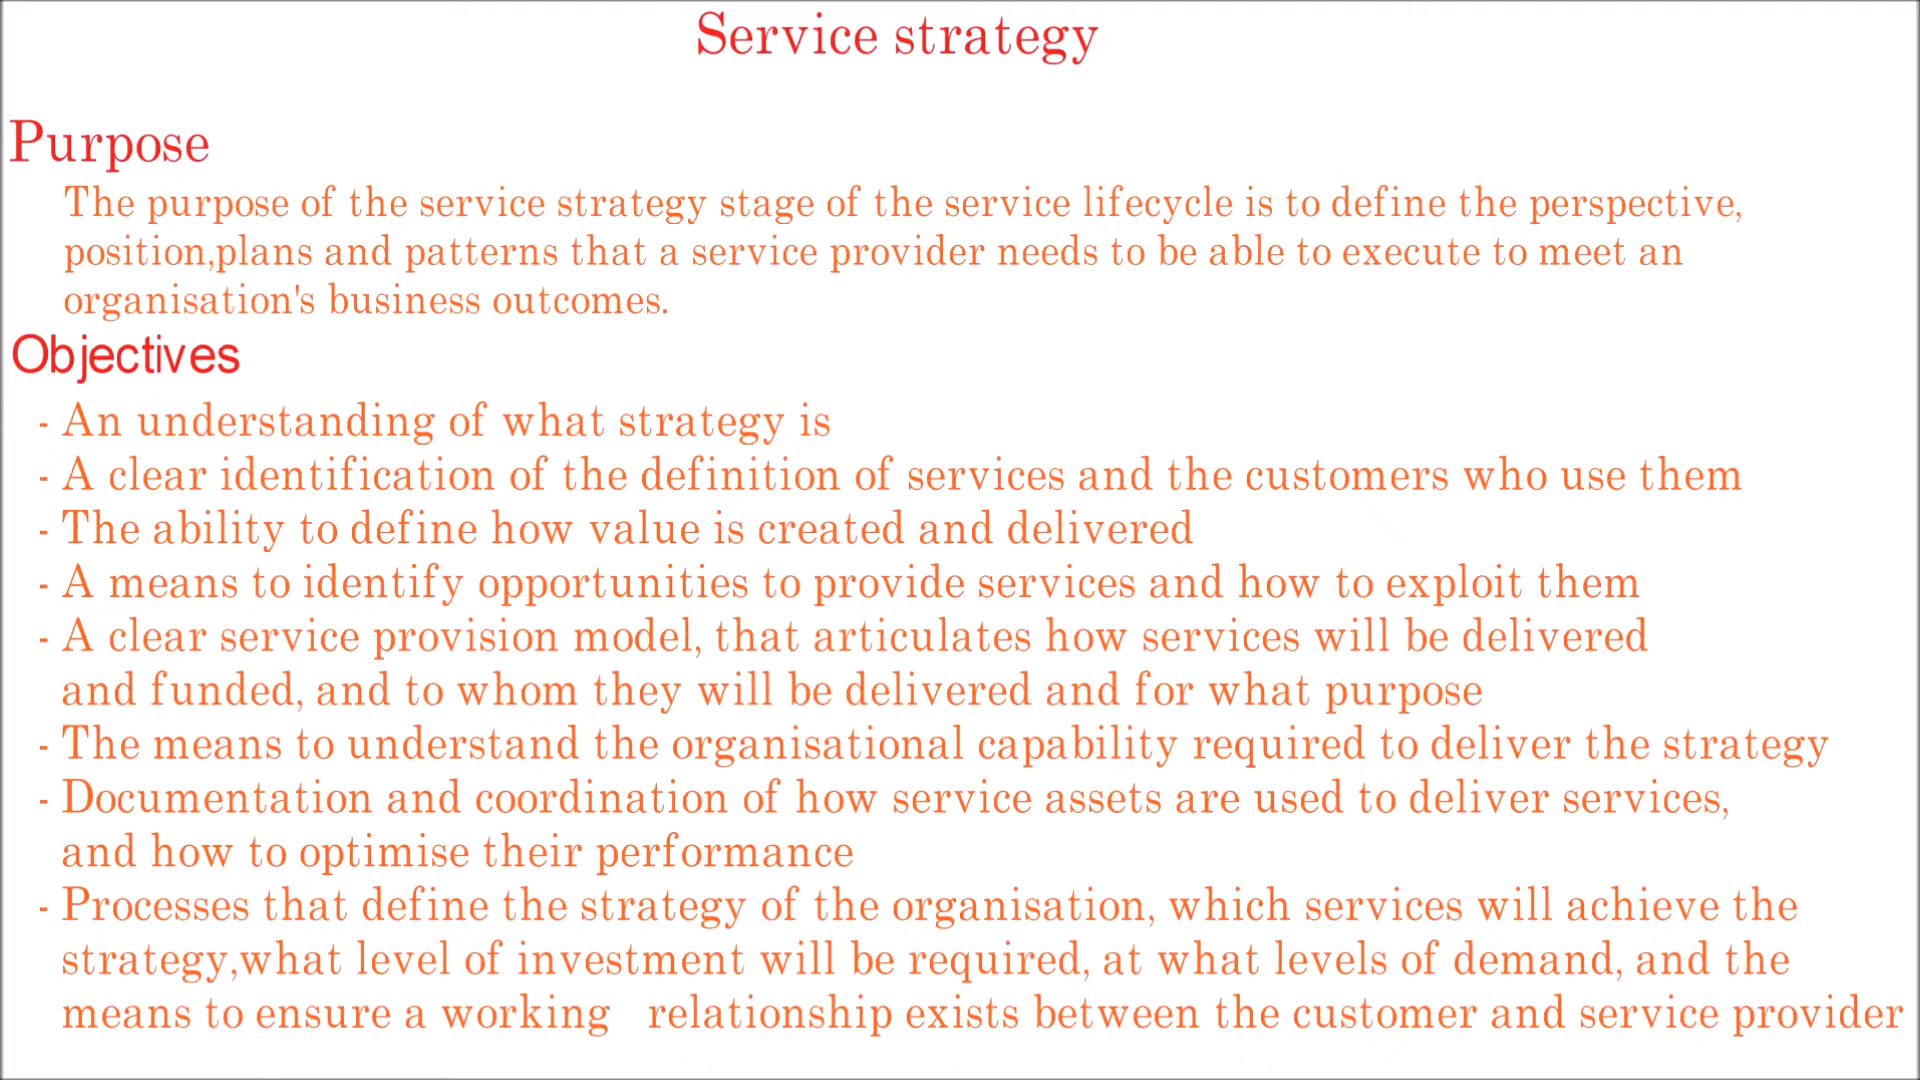 Service strategy
Purpose
The purpose of the service strategy stage of the service lifecycle is to define the perspective,
position,plans and patterns that a service provider needs to be able to execute to meet an
organisation's business outcomes.
Objectives
- An understanding of what strategy is
- A clear identification of the definition of services and the customers who use them
- The ability to define how value is created and delivered
- A means to identify opportunities to provide services and how to exploit them
- A clear service provision model, that articulates how services will be delivered
and funded, and to whom they will be delivered and for what purpose
- The means to understand the organisational capability required to deliver the strategy
- Documentation and coordination of how service assets are used to deliver services,
and how to optimise their performance
- Processes that define the strategy of the organisation, which services will achieve the
strategy,what level of investment will be required, at what levels of demand, and the
means to ensure a working relationship exists between the customer and service provider